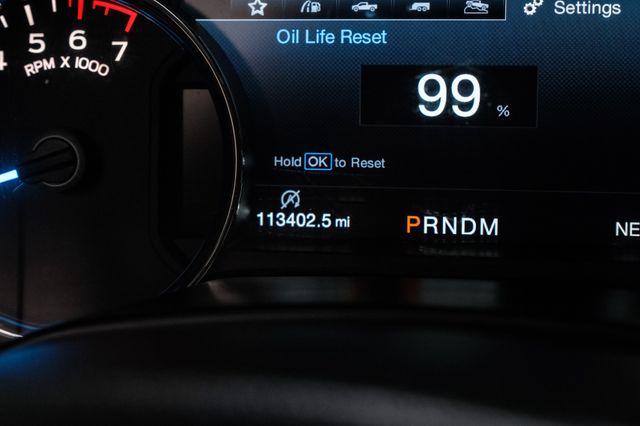 Settings
Oil Life Reset
99 %
Hold OK to Reset
113402.5 mi
PRNDM
NE
4 5 6 7
RPM X 1000